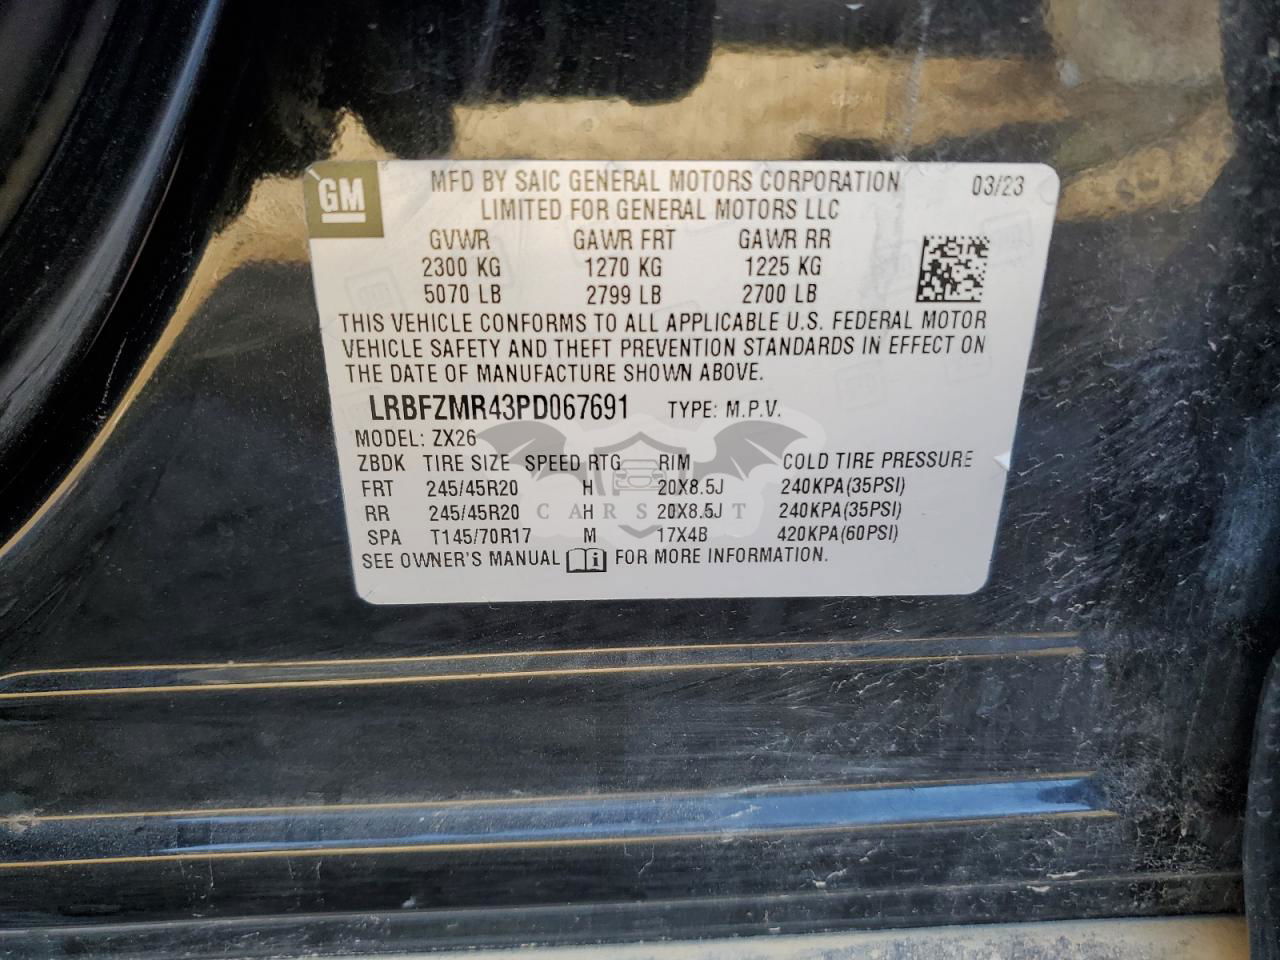 GM
MFD BY SAIC GENERAL MOTORS CORPORATION 03/23
LIMITED FOR GENERAL MOTORS LLC
GVWR GAWR FRT GAWR RR
2300 KG 1270 KG 1225 KG
5070 LB 2799 LB 2700 LB
THIS VEHICLE CONFORMS TO ALL APPLICABLE U.S. FEDERAL MOTOR
VEHICLE SAFETY AND THEFT PREVENTION STANDARDS IN EFFECT ON
THE DATE OF MANUFACTURE SHOWN ABOVE.
LRBFZMR43PD067691 TYPE: M.P.V.
MODEL: ZX26
ZBDK TIRE SIZE SPEED RTG RIM COLD TIRE PRESSURE
FRT 245/45R20 H 20X8.5J 240KPA(35PSI)
RR 245/45R20 H 20X8.5J 240KPA(35PSI)
SPA T145/70R17 M 17X4B 420KPA(60PSI)
SEE OWNER'S MANUAL i FOR MORE INFORMATION.